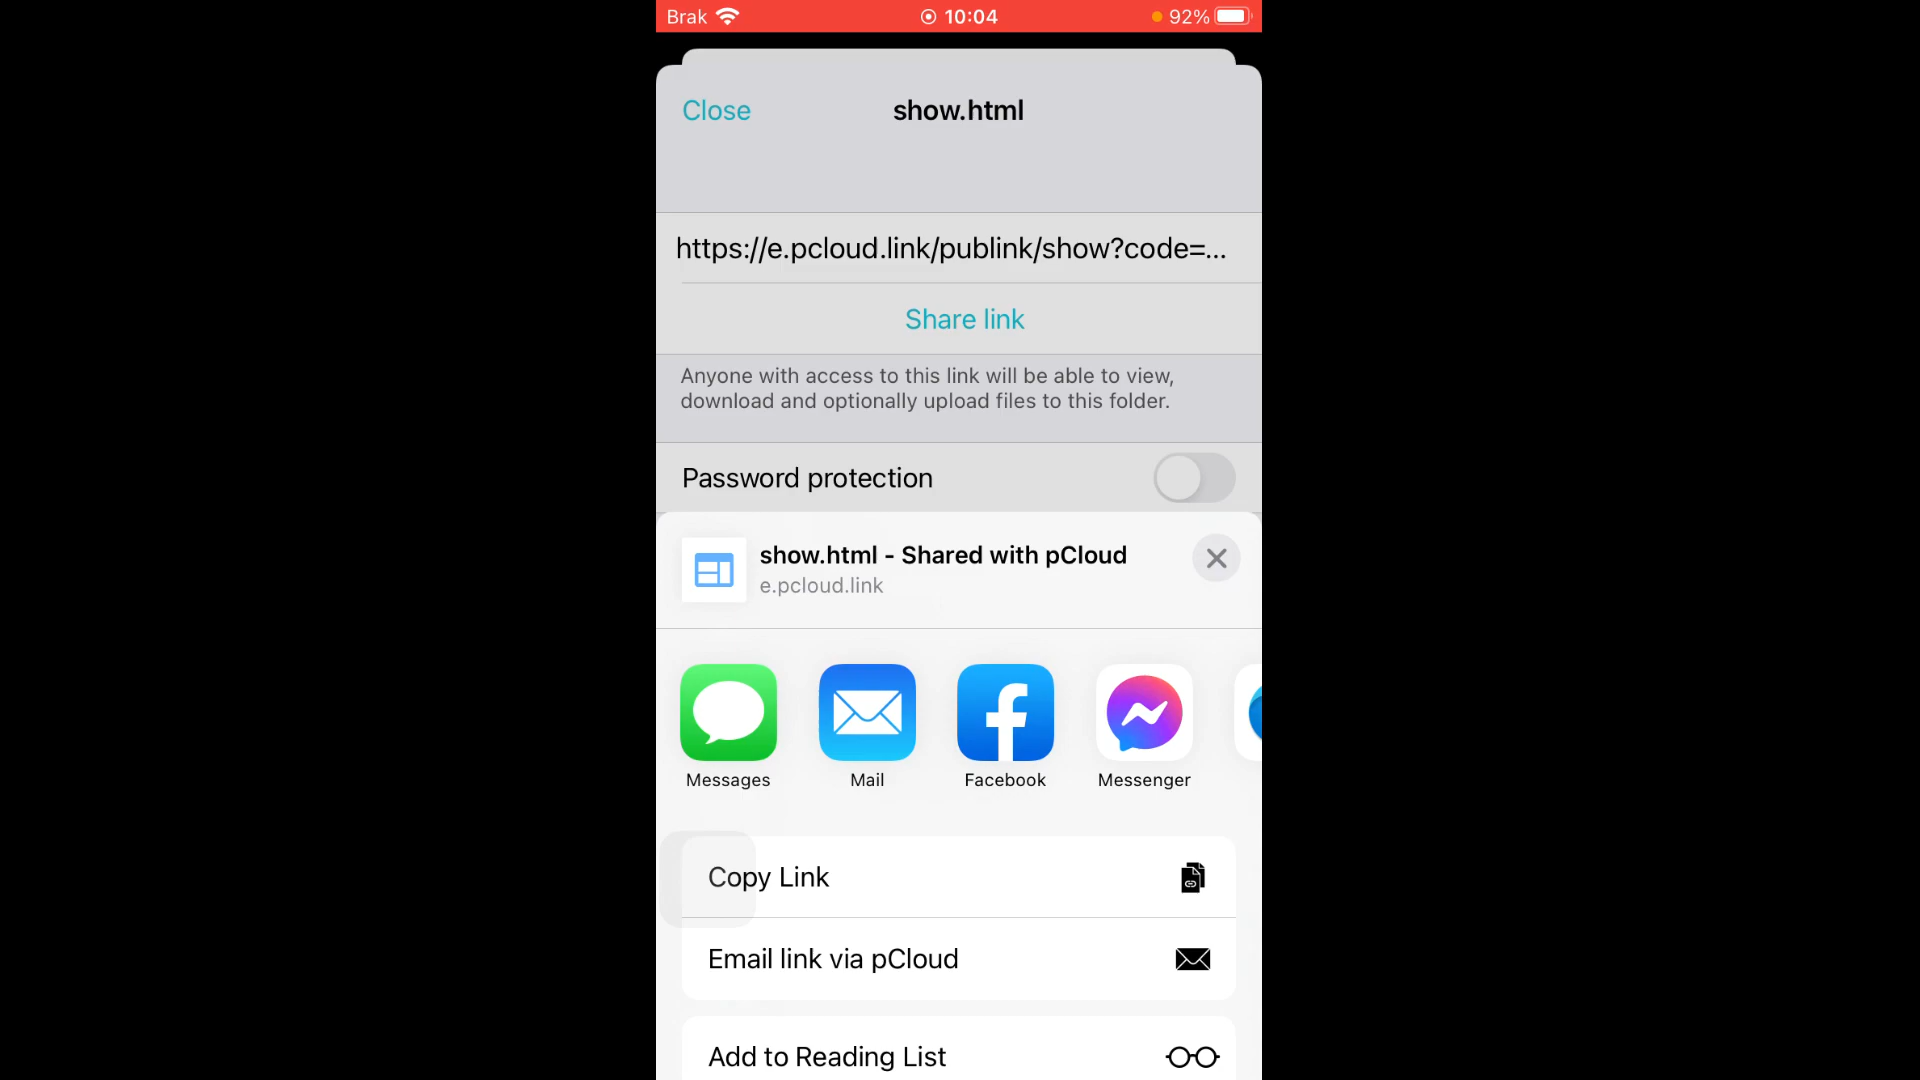 Brak 10:04 92%
Close show.html
https://e.pcloud.link/publink/show?code=...
Share link
Anyone with access to this link will be able to view,
download and optionally upload files to this folder.
Password protection
show.html - Shared with pCloud
e.pcloud.link
Messages Mail Facebook Messenger
Copy Link
Email link via pCloud
Add to Reading List